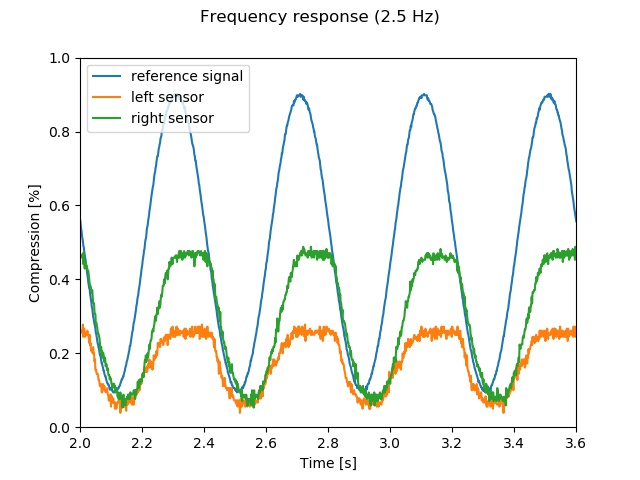 Frequency response (2.5 Hz)
1.0
0.8
0.6
0.4
0.2
0.0
Compression [%]
reference signal
left sensor
right sensor
2.0 2.2 2.4 2.6 2.8 3.0 3.2 3.4 3.6
Time [s]